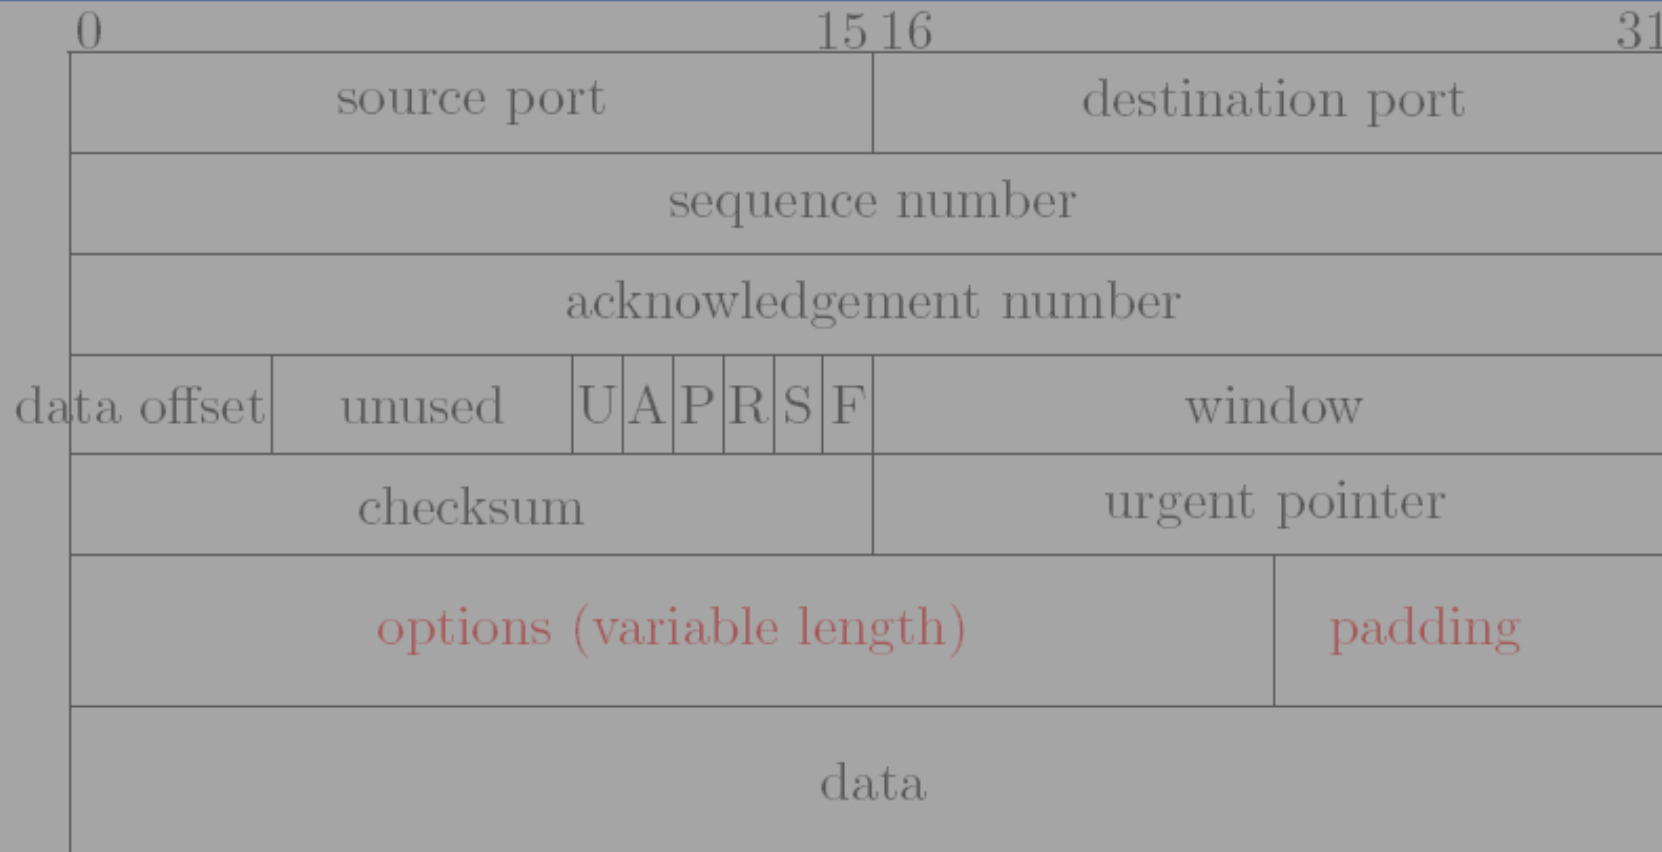 0 15 16 31
source port destination port
sequence number
acknowledgement number
data offset unused U A P R S F window
checksum urgent pointer
options (variable length) padding
data